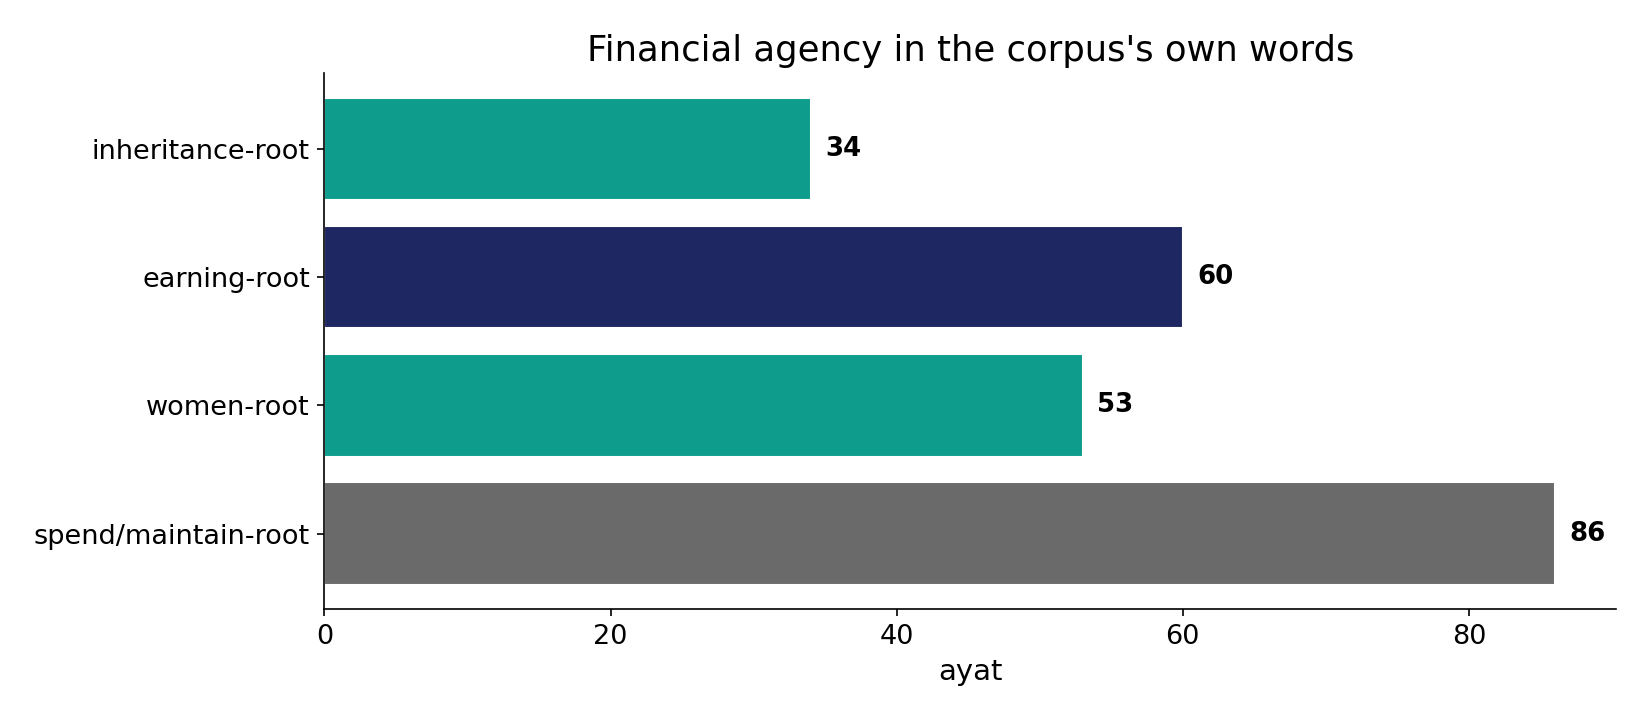 Financial agency in the corpus's own words
inheritance-root 34
earning-root 60
women-root 53
spend/maintain-root 86
0 20 40 60 80
ayat